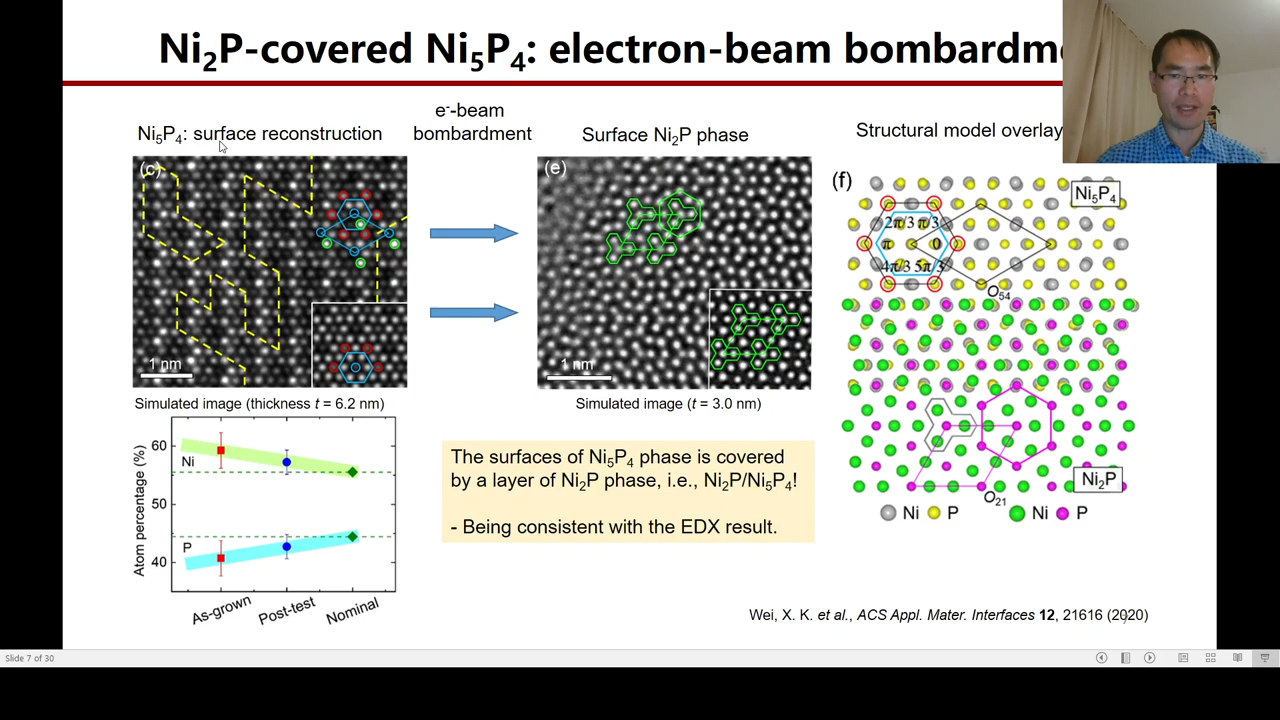 Ni₂P-covered Ni₅P₄: electron-beam bombardm
Ni₅P₄: surface reconstruction
e⁻-beam
bombardment
Surface Ni₂P phase
Structural model overlay
(c)
1 nm
Simulated image (thickness t = 6.2 nm)
(e)
1 nm
Simulated image (t = 3.0 nm)
(f)
Ni₅P₄
2π/3 π/3
π 0
4π/3 5π/3
O₅₄
Ni₂P
O₂₁
Ni P Ni P
Atom percentage (%)
60
50
40
Ni
P
As-grown
Post-test
Nominal
The surfaces of Ni₅P₄ phase is covered
by a layer of Ni₂P phase, i.e., Ni₂P/Ni₅P₄!
- Being consistent with the EDX result.
Wei, X. K. et al., ACS Appl. Mater. Interfaces 12, 21616 (2020)
Slide 7 of 30